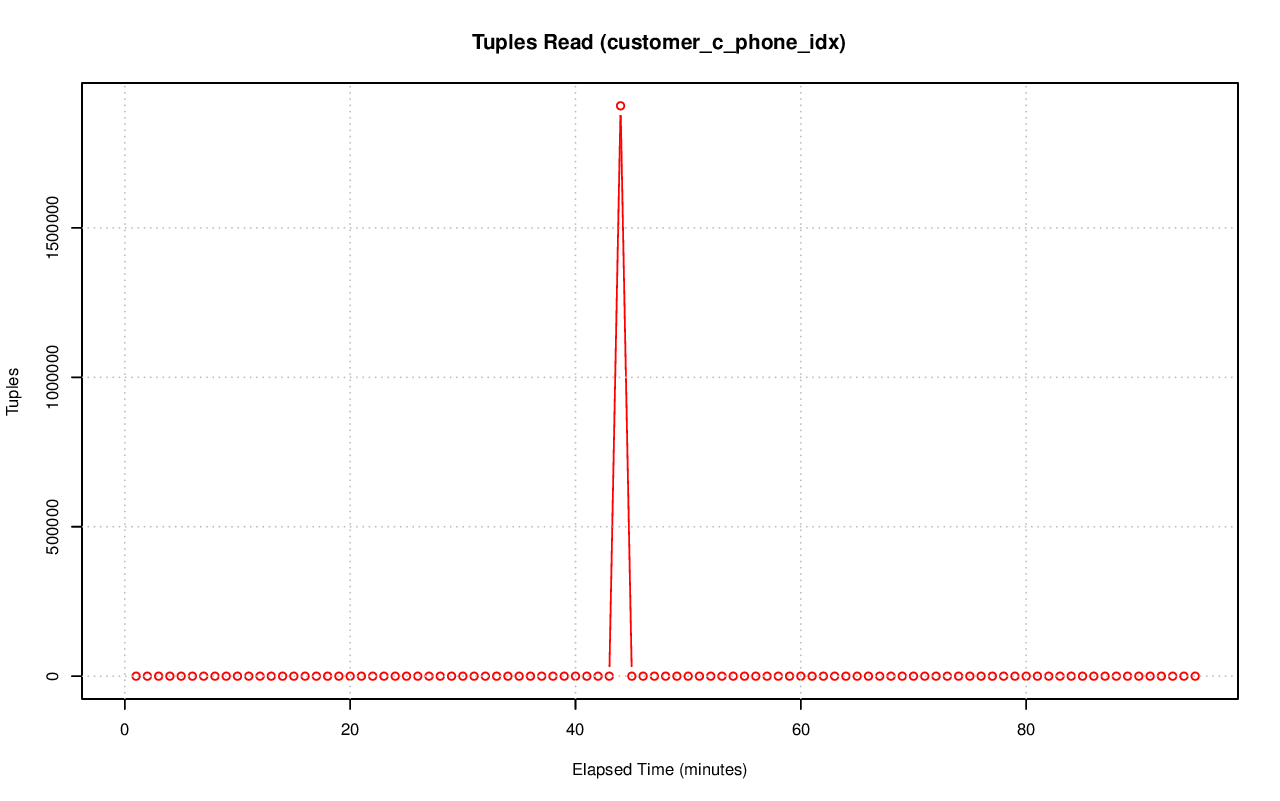 Tuples Read (customer_c_phone_idx)
Tuples
1500000
1000000
500000
0
0 20 40 60 80
Elapsed Time (minutes)